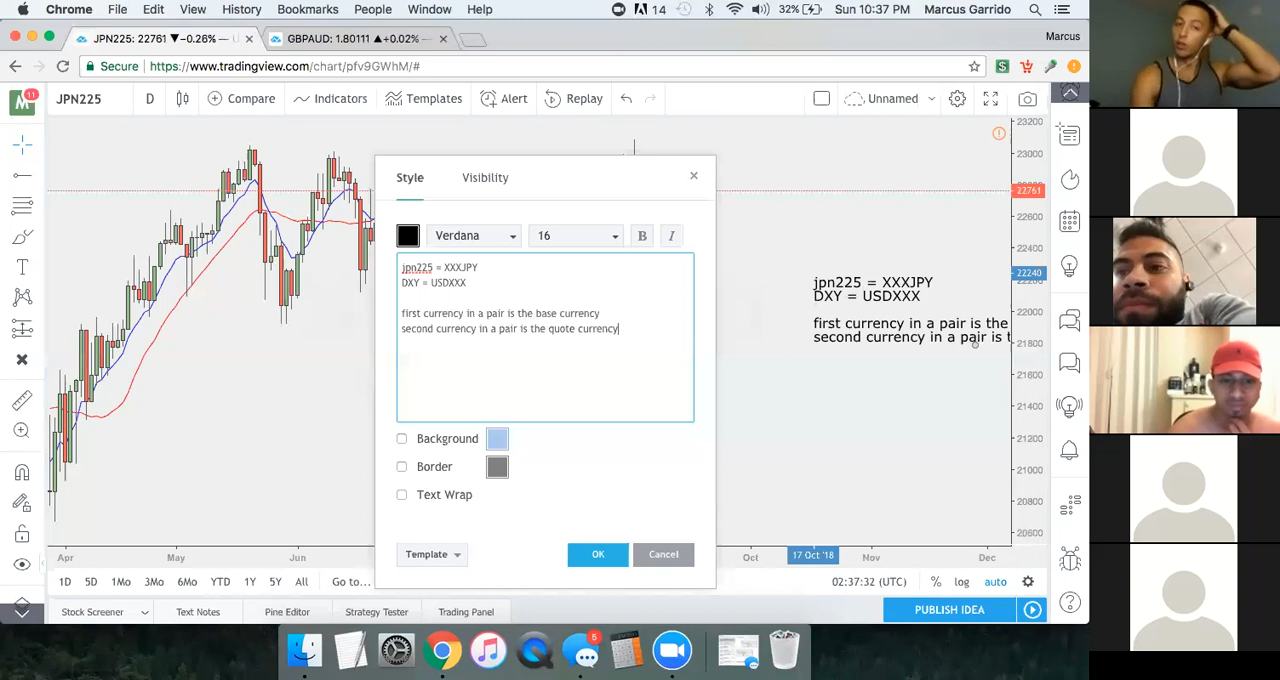 Chrome File Edit View History Bookmarks People Window Help 14 32% Sun 10:37 PM Marcus Garrido
JPN225: 22761 ▼-0.26% —
GBPAUD: 1.80111 ▲+0.02% —
Marcus
Secure https://www.tradingview.com/chart/pfv9GWhM/#
M 11
JPN225 D Compare Indicators Templates Alert Replay Unnamed
Style Visibility
Verdana 16 B I
jpn225 = XXXJPY
DXY = USDXXX
first currency in a pair is the base currency
second currency in a pair is the quote currency
Background
Border
Text Wrap
Template OK Cancel
jpn225 = XXXJPY
DXY = USDXXX
first currency in a pair is the
second currency in a pair is t
23200
23000
22761
22600
22400
22240
22200
22000
21800
21600
21400
21200
21000
20800
20600
Apr May Jun Oct 17 Oct '18 Nov Dec
1D 5D 1Mo 3Mo 6Mo YTD 1Y 5Y All Go to... 02:37:32 (UTC) % log auto
Stock Screener Text Notes Pine Editor Strategy Tester Trading Panel PUBLISH IDEA
5